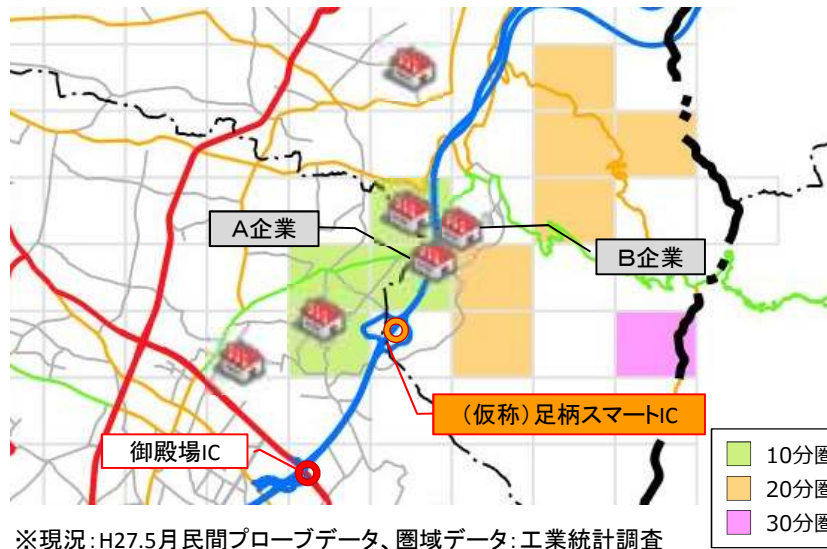 A企業
B企業
(仮称)足柄スマートIC
御殿場IC
10分圏
20分圏
30分圏
※現況:H27.5月民間プローブデータ、圏域データ:工業統計調査